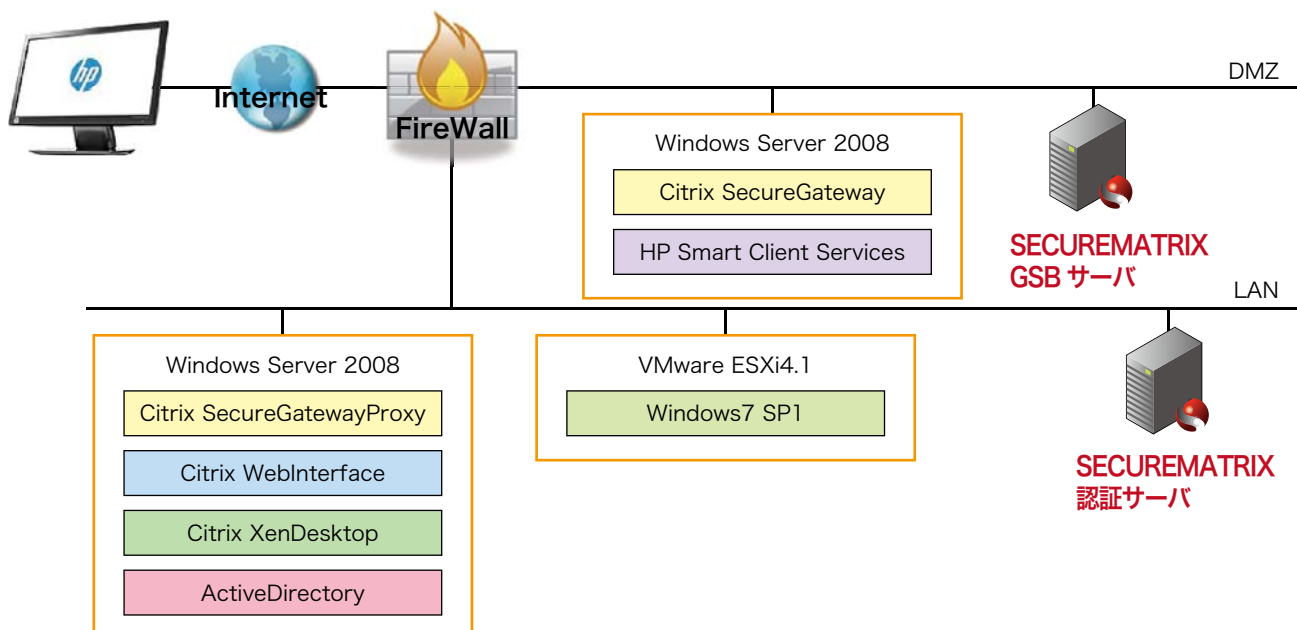 hp
Internet
FireWall
DMZ
Windows Server 2008
Citrix SecureGateway
HP Smart Client Services
SECUREMATRIX
GSB サーバ
LAN
Windows Server 2008
Citrix SecureGatewayProxy
Citrix WebInterface
Citrix XenDesktop
ActiveDirectory
VMware ESXi4.1
Windows7 SP1
SECUREMATRIX
認証サーバ